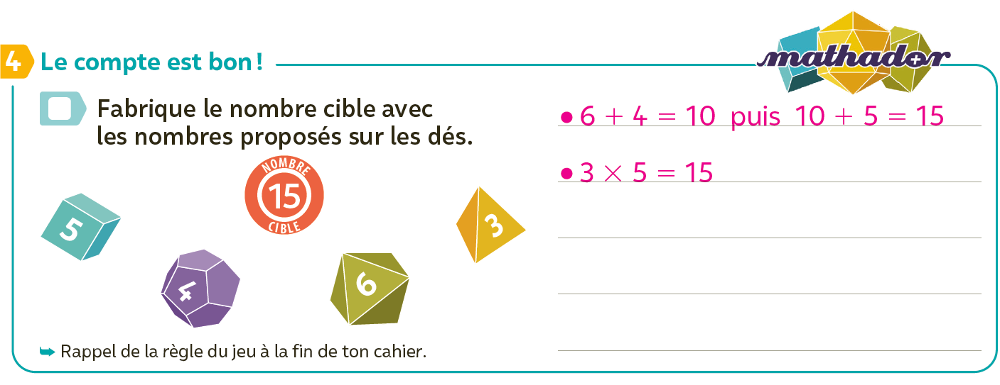 4 Le compte est bon !
mathador
Fabrique le nombre cible avec
les nombres proposés sur les dés.
NOMBRE
15
CIBLE
5
4
6
3
➥ Rappel de la règle du jeu à la fin de ton cahier.
• 6 + 4 = 10 puis 10 + 5 = 15
• 3 × 5 = 15